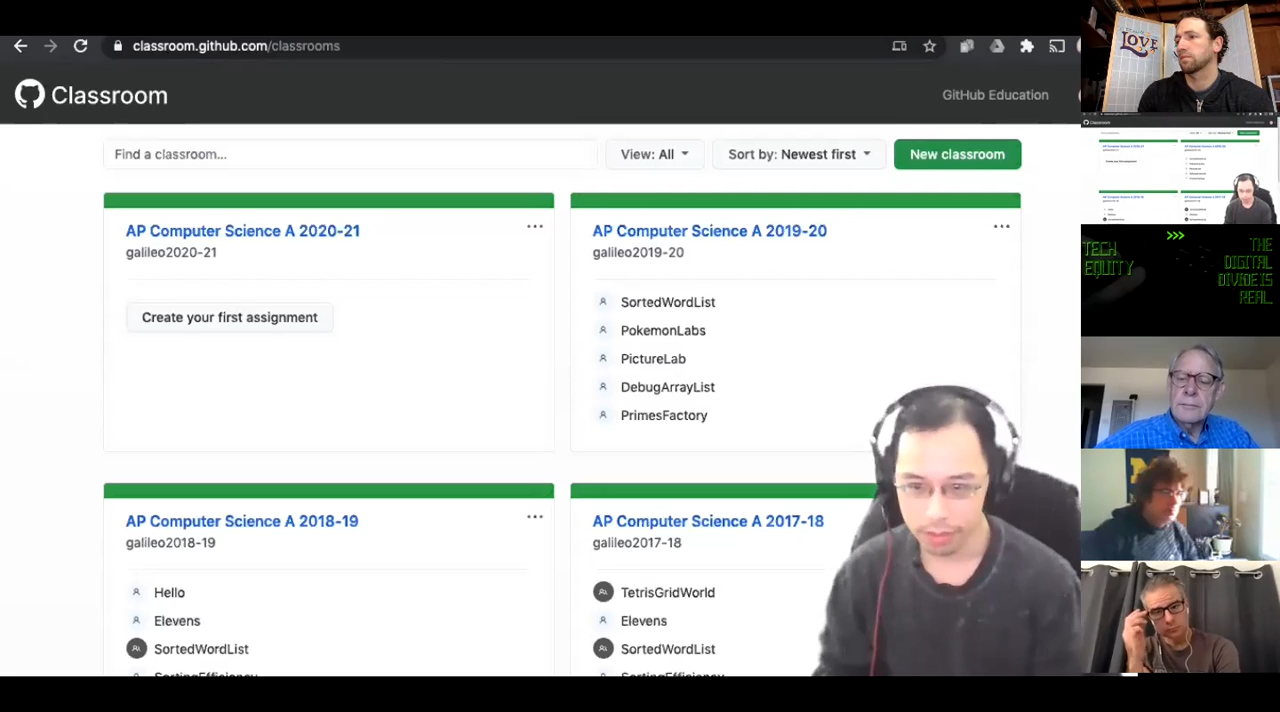 classroom.github.com/classrooms
Classroom
GitHub Education
Find a classroom...
View: All
Sort by: Newest first
New classroom
AP Computer Science A 2020-21
galileo2020-21
Create your first assignment
AP Computer Science A 2019-20
galileo2019-20
SortedWordList
PokemonLabs
PictureLab
DebugArrayList
PrimesFactory
AP Computer Science A 2018-19
galileo2018-19
Hello
Elevens
SortedWordList
SortingEfficiency
AP Computer Science A 2017-18
galileo2017-18
TetrisGridWorld
Elevens
SortedWordList
SortingEfficiency
LOVE
Classroom
>>>
TECH
EQUITY
THE
DIGITAL
DIVIDE IS
REAL.